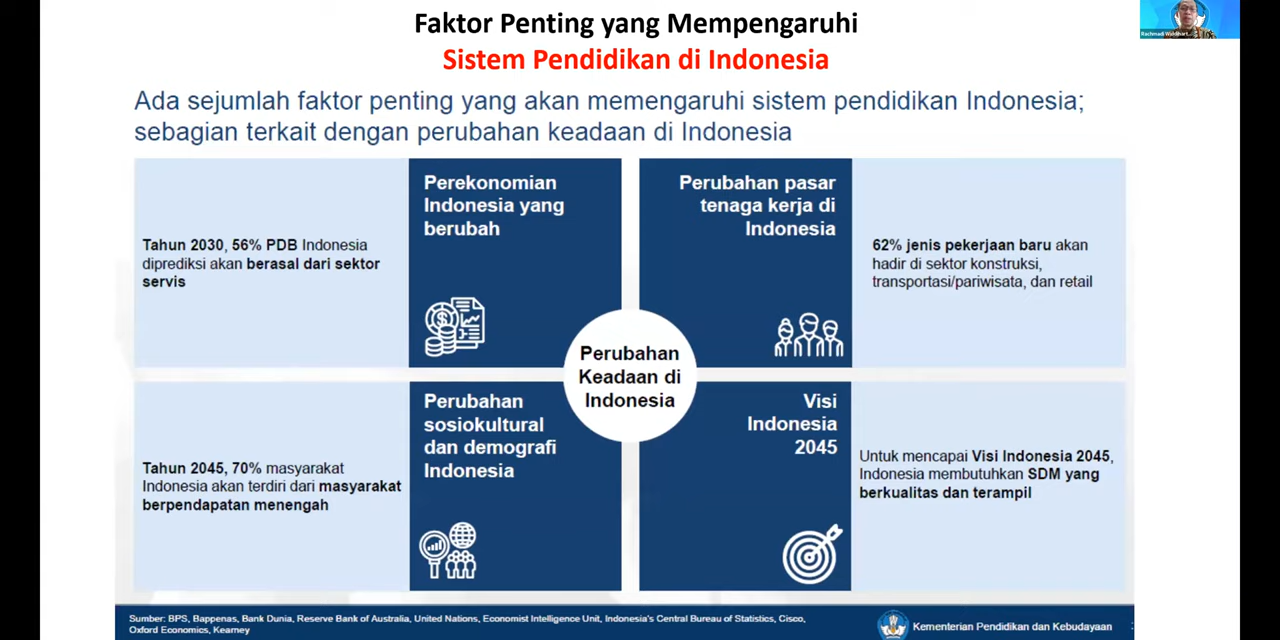 Faktor Penting yang Mempengaruhi
Sistem Pendidikan di Indonesia
Ada sejumlah faktor penting yang akan memengaruhi sistem pendidikan Indonesia;
sebagian terkait dengan perubahan keadaan di Indonesia
Tahun 2030, 56% PDB Indonesia
diprediksi akan berasal dari sektor
servis
Perekonomian
Indonesia yang
berubah
Perubahan pasar
tenaga kerja di
Indonesia
62% jenis pekerjaan baru akan
hadir di sektor konstruksi,
transportasi/pariwisata, dan retail
Perubahan
Keadaan di
Indonesia
Tahun 2045, 70% masyarakat
Indonesia akan terdiri dari masyarakat
berpendapatan menengah
Perubahan
sosiokultural
dan demografi
Indonesia
Visi
Indonesia
2045
Untuk mencapai Visi Indonesia 2045,
Indonesia membutuhkan SDM yang
berkualitas dan terampil
Sumber: BPS, Bappenas, Bank Dunia, Reserve Bank of Australia, United Nations, Economist Intelligence Unit, Indonesia's Central Bureau of Statistics, Cisco,
Oxford Economics, Kearney
Kementerian Pendidikan dan Kebudayaan